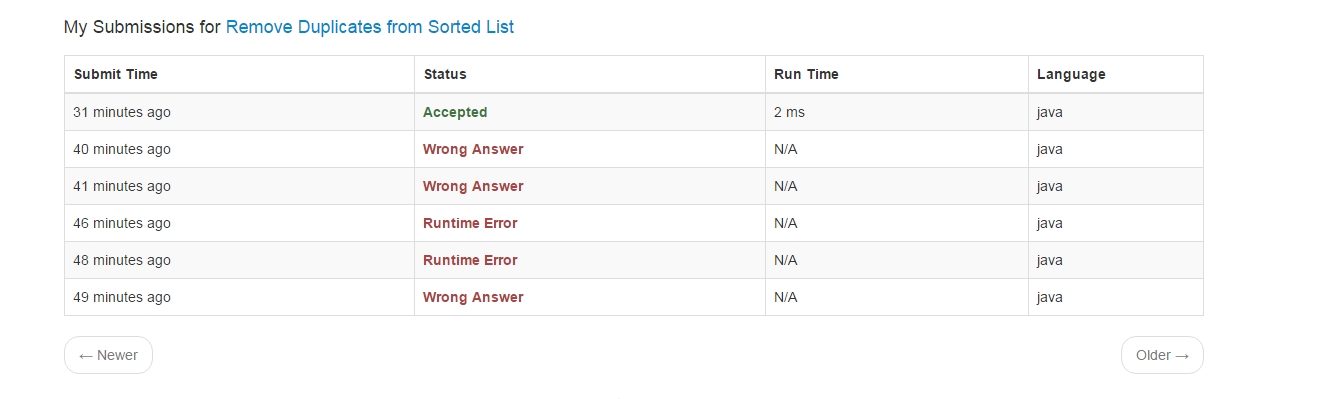 My Submissions for Remove Duplicates from Sorted List
Submit Time Status Run Time Language
31 minutes ago Accepted 2 ms java
40 minutes ago Wrong Answer N/A java
41 minutes ago Wrong Answer N/A java
46 minutes ago Runtime Error N/A java
48 minutes ago Runtime Error N/A java
49 minutes ago Wrong Answer N/A java
← Newer Older →